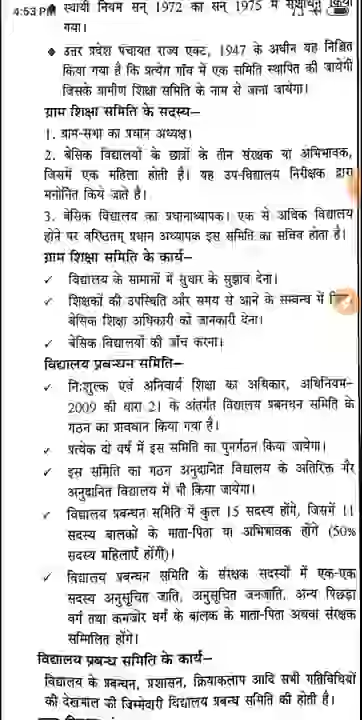 4:53 PM
स्थायी नियम सन् 1972 का सन् 1975 में संशोधन किया
गया।
उत्तर प्रदेश पंचायत राज्य एक्ट, 1947 के अधीन यह निश्चित
किया गया है कि प्रत्येग गाँव में एक समिति स्थापित की जायेगी
जिसके ग्रामीण शिक्षा समिति के नाम से जाना जायेगा।
ग्राम शिक्षा समिति के सदस्य–
1. ग्राम-सभा का प्रधान अध्यक्ष।
2. बेसिक विद्यालयों के छात्रों के तीन संरक्षक या अभिभावक,
जिसमें एक महिला होती है। यह उप-विद्यालय निरीक्षक द्वारा
मनोनित किये जाते है।
3. बेसिक विद्यालय का प्रधानाध्यापक। एक से अधिक विद्यालय
होने पर वरिष्ठतम् प्रधान अध्यापक इस समिति का सचिव होता है।
ग्राम शिक्षा समिति के कार्य–
✓ विद्यालय के सामानों में सुधार के सुझाव देना।
✓ शिक्षकों की उपस्थिति और समय से आने के सम्बन्ध में
बेसिक शिक्षा अधिकारी को जानकारी देना।
✓ बेसिक विद्यालयों की जाँच करना।
विद्यालय प्रबन्धन समिति–
✓ निःशुल्क एवं अनिवार्य शिक्षा का अधिकार, अधिनियम–
2009 की धारा 21 के अंतर्गत विद्यालय प्रबनधन समिति के
गठन का प्रावधान किया गया है।
✓ प्रत्येक दो वर्ष में इस समिति का पुनर्गठन किया जायेगा।
✓ इस समिति का गठन अनुदानित विद्यालय के अतिरिक्त गैर
अनुदानित विद्यालय में भी किया जायेगा।
✓ विद्यालय प्रबन्धन समिति में कुल 15 सदस्य होंगे, जिसमें 11
सदस्य बालकों के माता-पिता या अभिभावक होंगे (50%
सदस्य महिलाएँ होंगी)।
✓ विद्यालय प्रबन्धन समिति के संरक्षक सदस्यों में एक-एक
सदस्य अनुसूचित जाति, अनुसूचित जनजाति, अन्य पिछड़ा
वर्ग तथा कमजोर वर्ग के बालक के माता-पिता अथवा संरक्षक
सम्मिलित होंगे।
विद्यालय प्रबन्ध समिति के कार्य–
विद्यालय के प्रबन्धन, प्रशासन, क्रियाकलाप आदि सभी गतिविधियों
की देखभाल की जिम्मेवारी विद्यालय प्रबन्ध समिति की होती है।